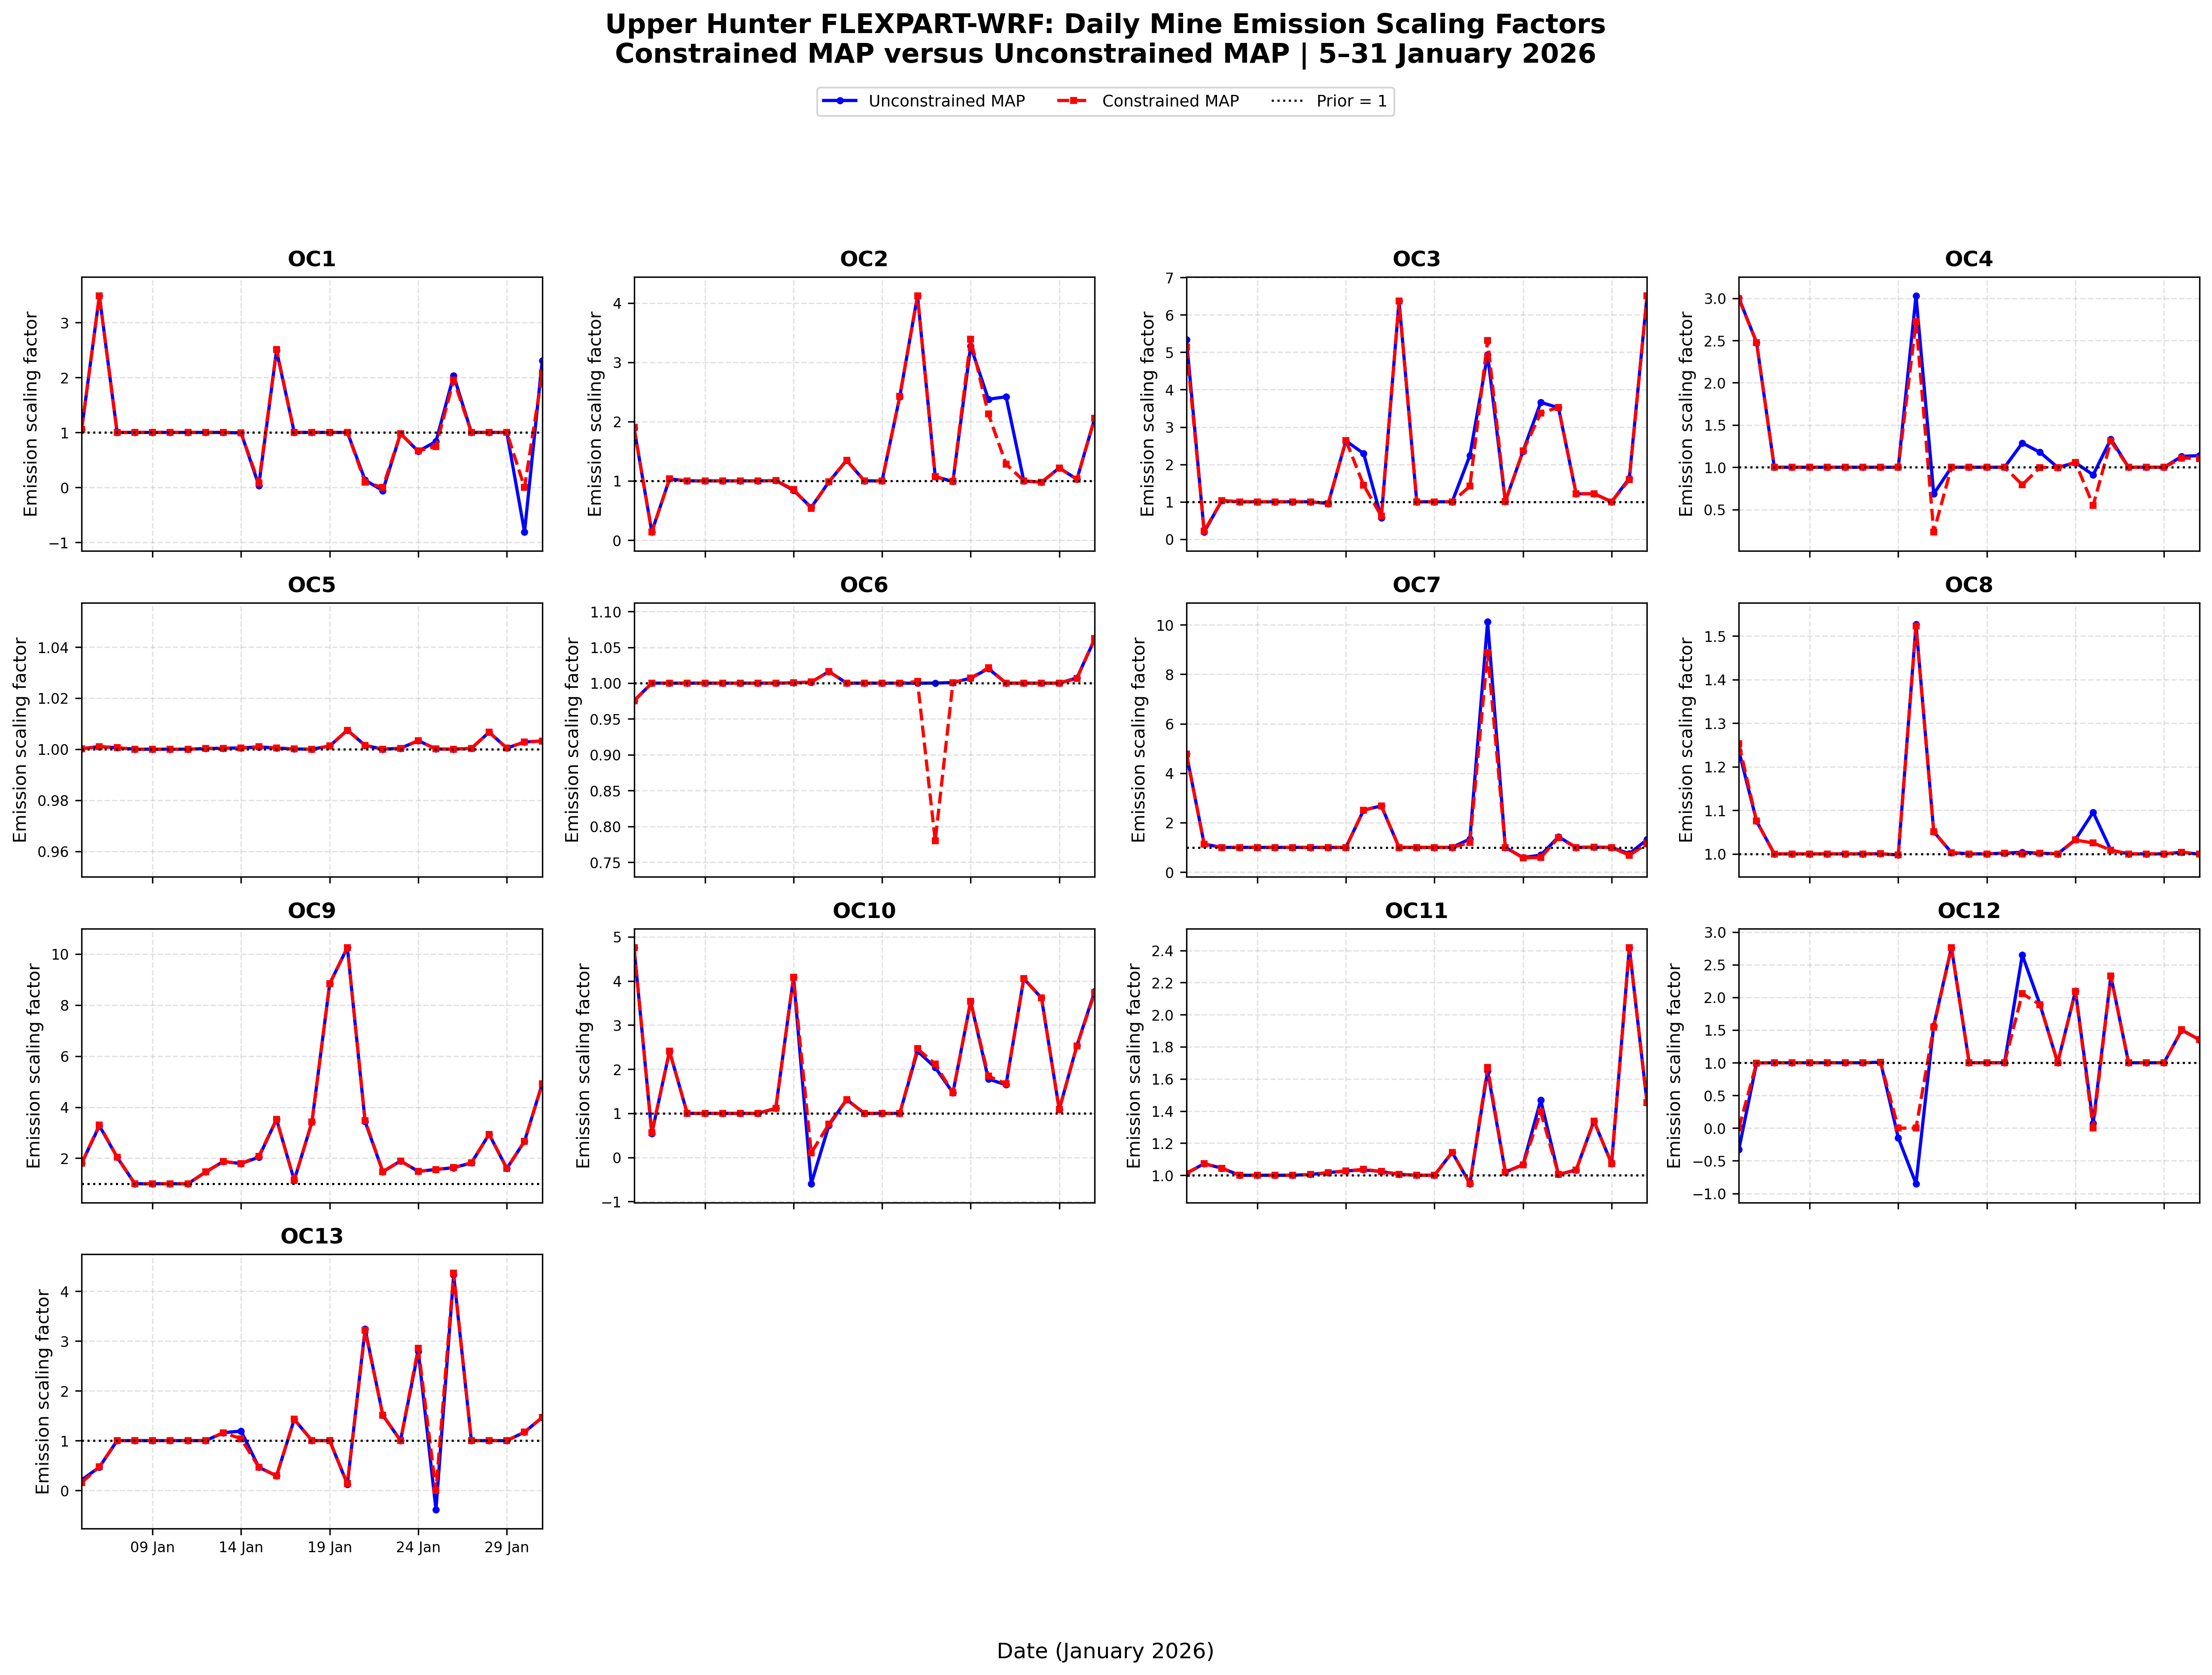 Upper Hunter FLEXPART-WRF: Daily Mine Emission Scaling Factors
Constrained MAP versus Unconstrained MAP | 5–31 January 2026
Unconstrained MAP
Constrained MAP
Prior = 1
OC1
Emission scaling factor
3
2
1
0
−1
OC2
Emission scaling factor
4
3
2
1
0
OC3
Emission scaling factor
7
6
5
4
3
2
1
0
OC4
Emission scaling factor
3.0
2.5
2.0
1.5
1.0
0.5
OC5
Emission scaling factor
1.04
1.02
1.00
0.98
0.96
OC6
Emission scaling factor
1.10
1.05
1.00
0.95
0.90
0.85
0.80
0.75
OC7
Emission scaling factor
10
8
6
4
2
0
OC8
Emission scaling factor
1.5
1.4
1.3
1.2
1.1
1.0
OC9
Emission scaling factor
10
8
6
4
2
OC10
Emission scaling factor
5
4
3
2
1
0
−1
OC11
Emission scaling factor
2.4
2.2
2.0
1.8
1.6
1.4
1.2
1.0
OC12
Emission scaling factor
3.0
2.5
2.0
1.5
1.0
0.5
0.0
−0.5
−1.0
OC13
Emission scaling factor
4
3
2
1
0
09 Jan
14 Jan
19 Jan
24 Jan
29 Jan
Date (January 2026)